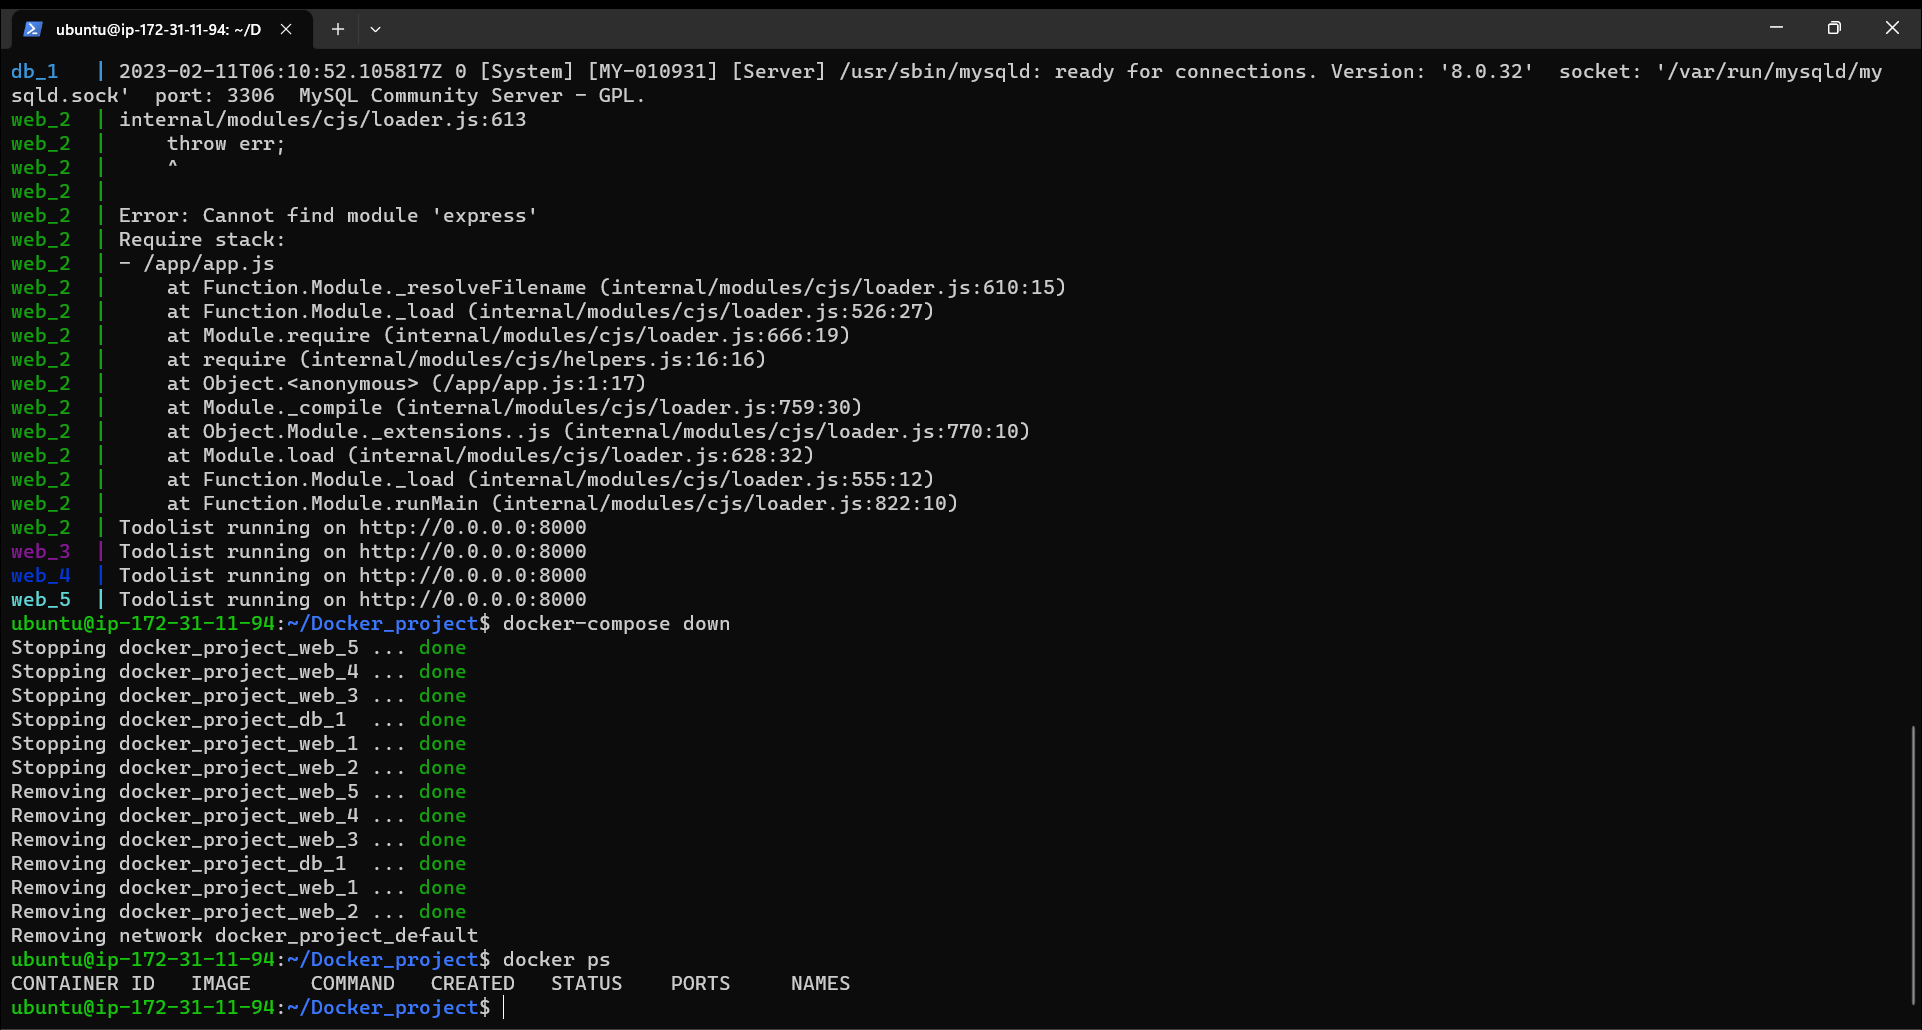 ubuntu@ip-172-31-11-94: ~/D
db_1   | 2023-02-11T06:10:52.105817Z 0 [System] [MY-010931] [Server] /usr/sbin/mysqld: ready for connections. Version: '8.0.32'  socket: '/var/run/mysqld/my
sqld.sock'  port: 3306  MySQL Community Server - GPL.
web_2  | internal/modules/cjs/loader.js:613
web_2  |     throw err;
web_2  |     ^
web_2  |
web_2  | Error: Cannot find module 'express'
web_2  | Require stack:
web_2  | - /app/app.js
web_2  |     at Function.Module._resolveFilename (internal/modules/cjs/loader.js:610:15)
web_2  |     at Function.Module._load (internal/modules/cjs/loader.js:526:27)
web_2  |     at Module.require (internal/modules/cjs/loader.js:666:19)
web_2  |     at require (internal/modules/cjs/helpers.js:16:16)
web_2  |     at Object.<anonymous> (/app/app.js:1:17)
web_2  |     at Module._compile (internal/modules/cjs/loader.js:759:30)
web_2  |     at Object.Module._extensions..js (internal/modules/cjs/loader.js:770:10)
web_2  |     at Module.load (internal/modules/cjs/loader.js:628:32)
web_2  |     at Function.Module._load (internal/modules/cjs/loader.js:555:12)
web_2  |     at Function.Module.runMain (internal/modules/cjs/loader.js:822:10)
web_2  | Todolist running on http://0.0.0.0:8000
web_3  | Todolist running on http://0.0.0.0:8000
web_4  | Todolist running on http://0.0.0.0:8000
web_5  | Todolist running on http://0.0.0.0:8000
ubuntu@ip-172-31-11-94:~/Docker_project$ docker-compose down
Stopping docker_project_web_5 ... done
Stopping docker_project_web_4 ... done
Stopping docker_project_web_3 ... done
Stopping docker_project_db_1  ... done
Stopping docker_project_web_1 ... done
Stopping docker_project_web_2 ... done
Removing docker_project_web_5 ... done
Removing docker_project_web_4 ... done
Removing docker_project_web_3 ... done
Removing docker_project_db_1  ... done
Removing docker_project_web_1 ... done
Removing docker_project_web_2 ... done
Removing network docker_project_default
ubuntu@ip-172-31-11-94:~/Docker_project$ docker ps
CONTAINER ID   IMAGE     COMMAND   CREATED   STATUS    PORTS     NAMES
ubuntu@ip-172-31-11-94:~/Docker_project$